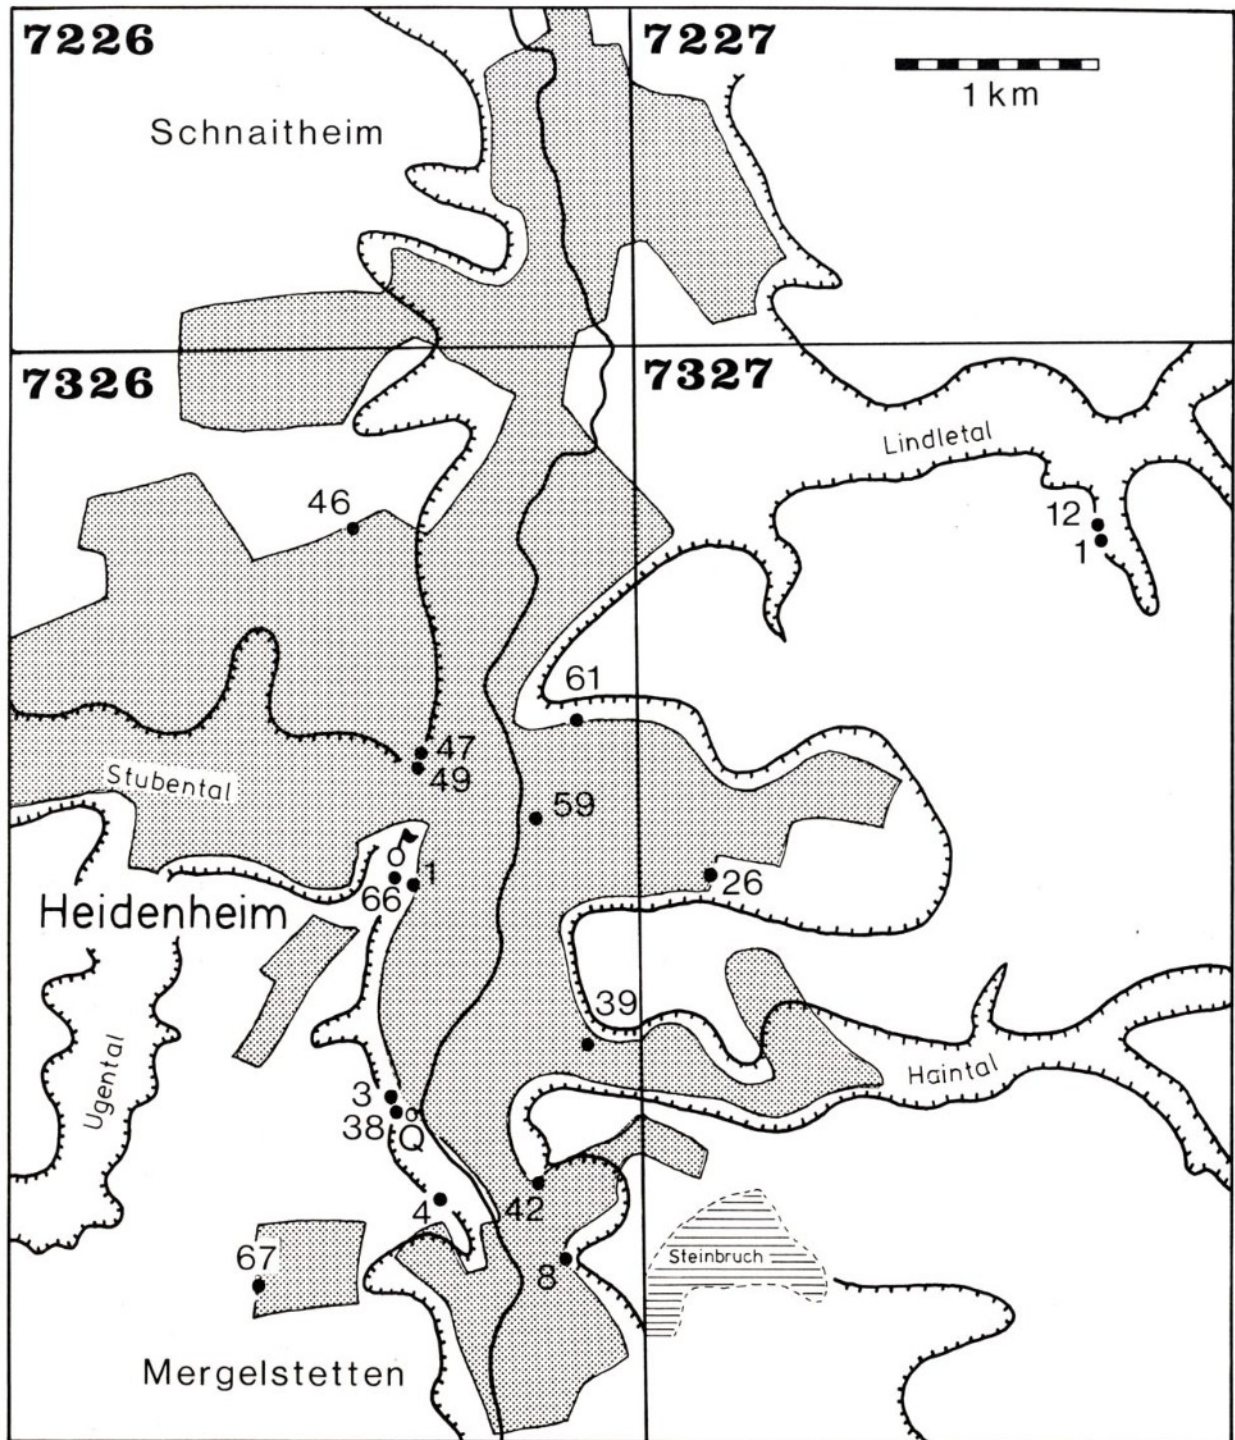 7226
7227
1 km
Schnaitheim
7326
7327
Lindletal
46
12
1
61
47
49
Stubental
59
1
66
26
Heidenheim
39
Ugental
Haintal
3
38
Q
4
42
67
8
Steinbruch
Mergelstetten